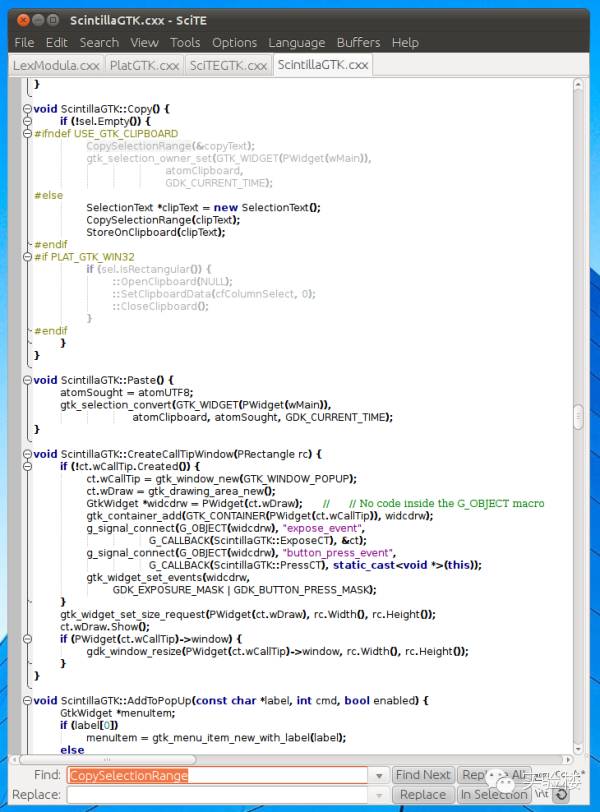 ScintillaGTK.cxx - SciTE
File Edit Search View Tools Options Language Buffers Help
LexModula.cxx PlatGTK.cxx SciTEGTK.cxx ScintillaGTK.cxx
}
void ScintillaGTK::Copy() {
if (!sel.Empty()) {
#ifndef USE_GTK_CLIPBOARD
CopySelectionRange(&copyText);
gtk_selection_owner_set(GTK_WIDGET(PWidget(wMain)),
atomClipboard,
GDK_CURRENT_TIME);
#else
SelectionText *clipText = new SelectionText();
CopySelectionRange(clipText);
StoreOnClipboard(clipText);
#endif
#if PLAT_GTK_WIN32
if (sel.IsRectangular()) {
::OpenClipboard(NULL);
::SetClipboardData(cfColumnSelect, 0);
::CloseClipboard();
}
#endif
}
}
void ScintillaGTK::Paste() {
atomSought = atomUTF8;
gtk_selection_convert(GTK_WIDGET(PWidget(wMain)),
atomClipboard, atomSought, GDK_CURRENT_TIME);
}
void ScintillaGTK::CreateCallTipWindow(PRectangle rc) {
if (!ct.wCallTip.Created()) {
ct.wCallTip = gtk_window_new(GTK_WINDOW_POPUP);
ct.wDraw = gtk_drawing_area_new();
GtkWidget *widcdrw = PWidget(ct.wDraw); // // No code inside the G_OBJECT macro
gtk_container_add(GTK_CONTAINER(PWidget(ct.wCallTip)), widcdrw);
g_signal_connect(G_OBJECT(widcdrw), "expose_event",
G_CALLBACK(ScintillaGTK::ExposeCT), &ct);
g_signal_connect(G_OBJECT(widcdrw), "button_press_event",
G_CALLBACK(ScintillaGTK::PressCT), static_cast<void *>(this));
gtk_widget_set_events(widcdrw,
GDK_EXPOSURE_MASK | GDK_BUTTON_PRESS_MASK);
}
gtk_widget_set_size_request(PWidget(ct.wDraw), rc.Width(), rc.Height());
ct.wDraw.Show();
if (PWidget(ct.wCallTip)->window) {
gdk_window_resize(PWidget(ct.wCallTip)->window, rc.Width(), rc.Height());
}
}
void ScintillaGTK::AddToPopUp(const char *label, int cmd, bool enabled) {
GtkWidget *menuItem;
if (label[0])
menuItem = gtk_menu_item_new_with_label(label);
else
Find: CopySelectionRange Find Next
Replace: Replace In Selection \n
实验楼